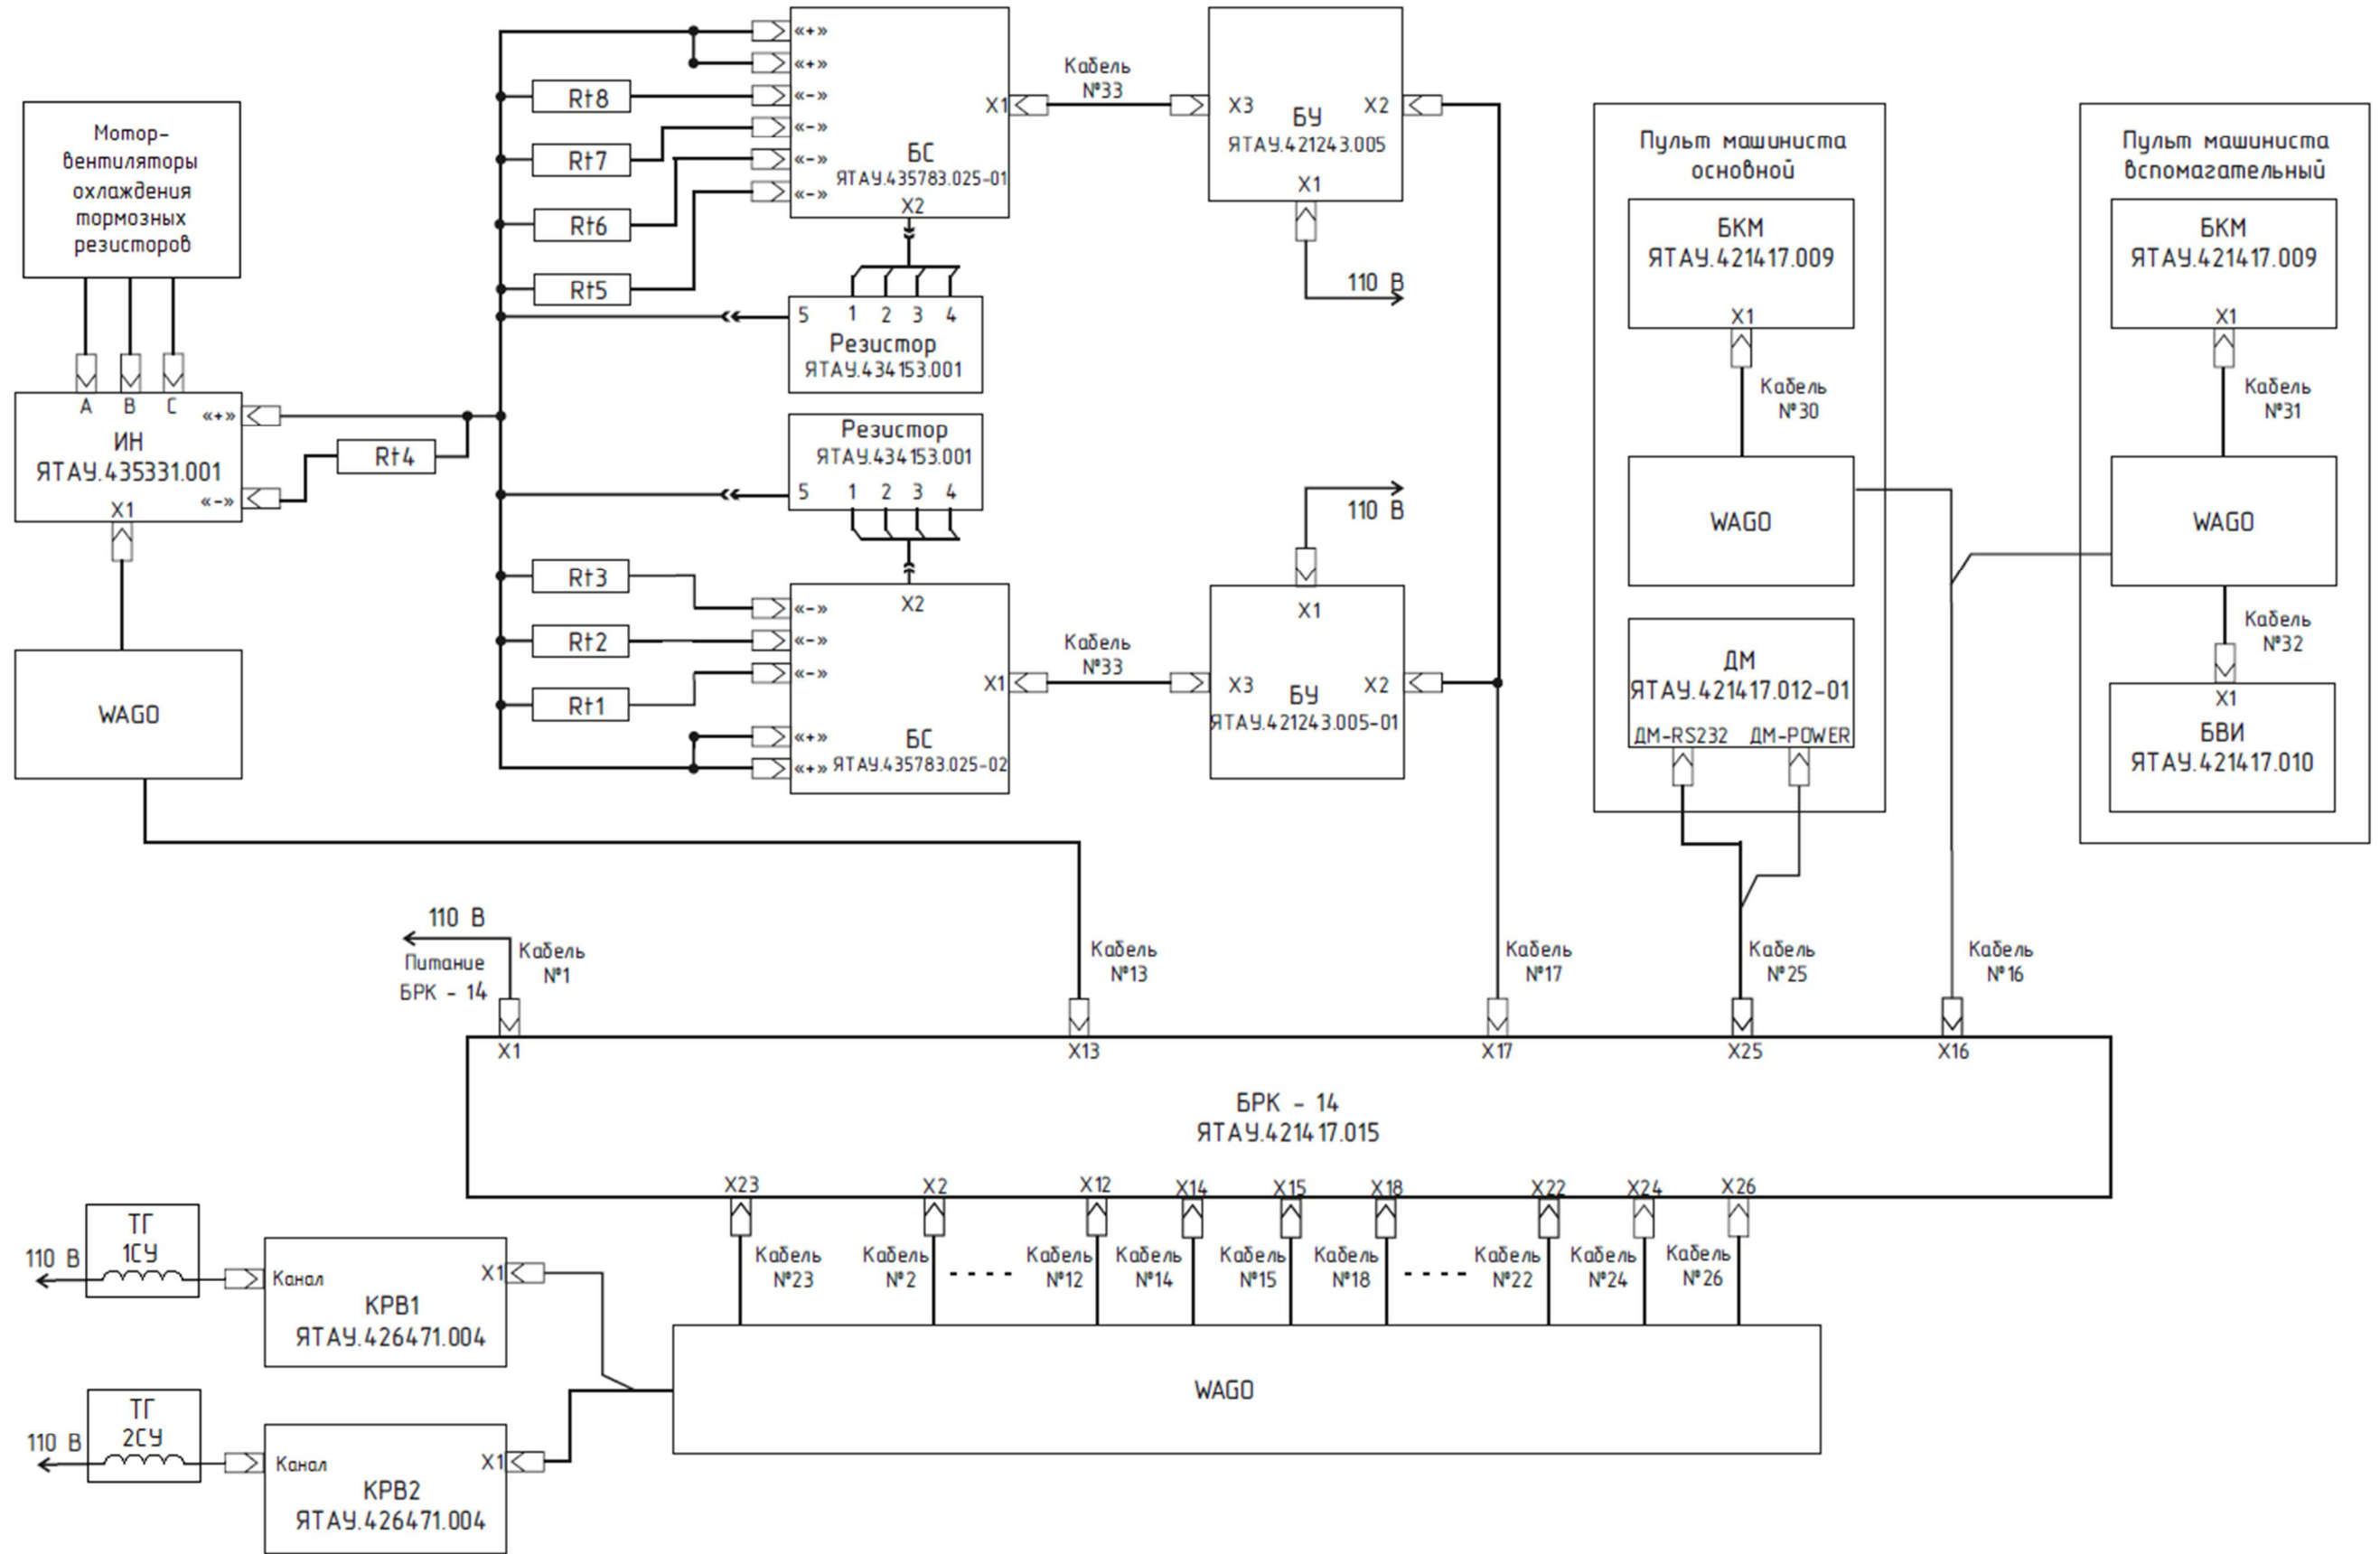 Мотор-
вентиляторы
охлаждения
тормозных
резисторов
A
B
C
«+»
ИН
ЯТАУ.435331.001
«-»
X1
Rt4
WAGO
«+»
«+»
«-»
«-»
«-»
«-»
Rt8
Rt7
Rt6
Rt5
X1
БС
ЯТАУ.435783.025-01
X2
5 1 2 3 4
Резистор
ЯТАУ.434153.001
Резистор
ЯТАУ.434153.001
5 1 2 3 4
Rt3
Rt2
Rt1
X2
«-»
«-»
«-»
X1
БС
«+»
«+»
ЯТАУ.435783.025-02
Кабель
№33
X3
X2
БУ
ЯТАУ.421243.005
X1
110 В
110 В
X1
Кабель
№33
X3
X2
БУ
ЯТАУ.421243.005-01
Пульт машиниста
основной
БКМ
ЯТАУ.421417.009
X1
Кабель
№30
WAGO
ДМ
ЯТАУ.421417.012-01
ДМ-RS232 ДМ-POWER
Пульт машиниста
вспомагательный
БКМ
ЯТАУ.421417.009
X1
Кабель
№31
WAGO
Кабель
№32
X1
БВИ
ЯТАУ.421417.010
110 В
Питание
БРК - 14
Кабель
№1
Кабель
№13
Кабель
№17
Кабель
№25
Кабель
№16
X1
X13
X17
X25
X16
БРК - 14
ЯТАУ.421417.015
X23
X2
X12
X14
X15
X18
X22
X24
X26
Кабель
№23
Кабель
№2
Кабель
№12
Кабель
№14
Кабель
№15
Кабель
№18
Кабель
№22
Кабель
№24
Кабель
№26
WAGO
ТГ
1СУ
110 В
Канал
X1
КРВ1
ЯТАУ.426471.004
ТГ
2СУ
110 В
Канал
X1
КРВ2
ЯТАУ.426471.004